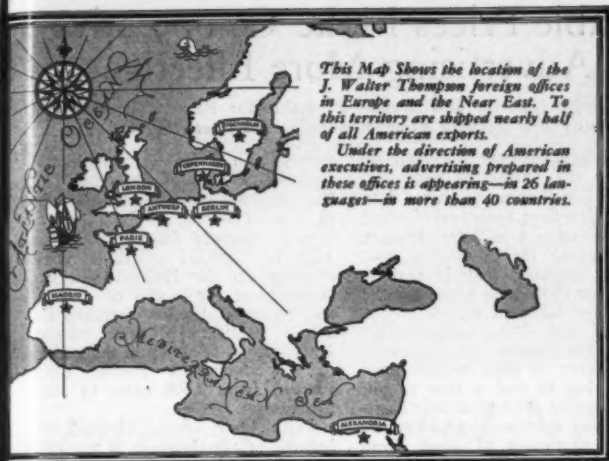 This Map Shows the location of the
J. Walter Thompson foreign offices
in Europe and the Near East. To
this territory are shipped nearly half
of all American exports.
Under the direction of American
executives, advertising prepared in
these offices is appearing—in 26 lan-
guages—in more than 40 countries.
STOCKHOLM
COPENHAGEN
LONDON
ANTWERP BERLIN
PARIS
MADRID
Atlantic Ocean
MEDITERRANEAN SEA
ALEXANDRIA